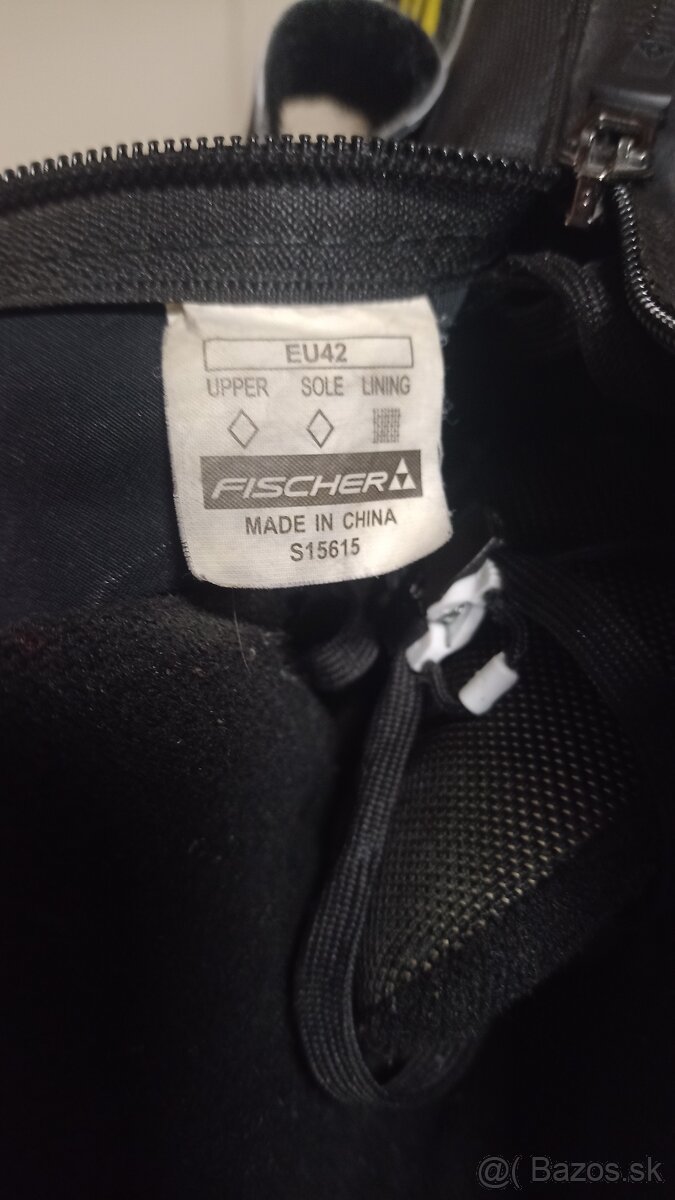 EU42
UPPER SOLE LINING
FISCHER
MADE IN CHINA
S15615
@( Bazos.sk